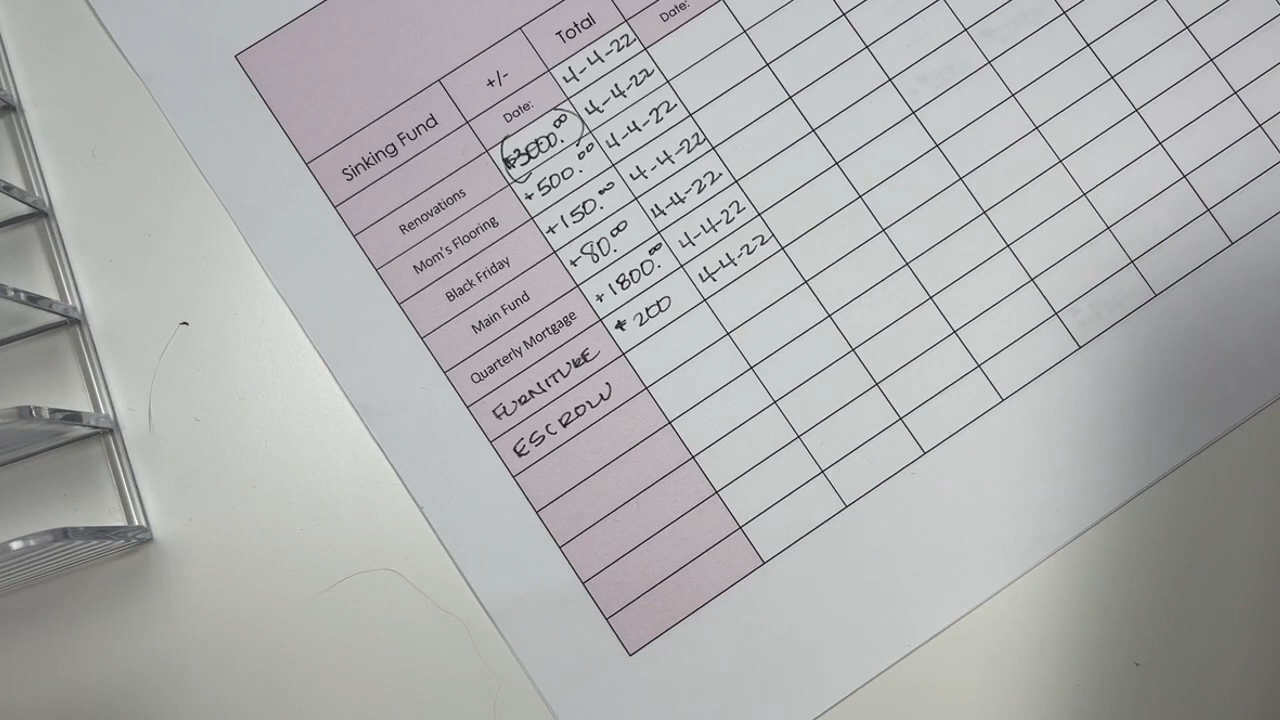 Sinking Fund +/- Total
Date: 4-4-22 Date:
Renovations +3000.00 4-4-22
Mom's Flooring +500.00 4-4-22
Black Friday +150.00 4-4-22
Main Fund +80.00 4-4-22
Quarterly Mortgage +1800.00 4-4-22
FURNITURE + 200 4-4-22
ESCROW